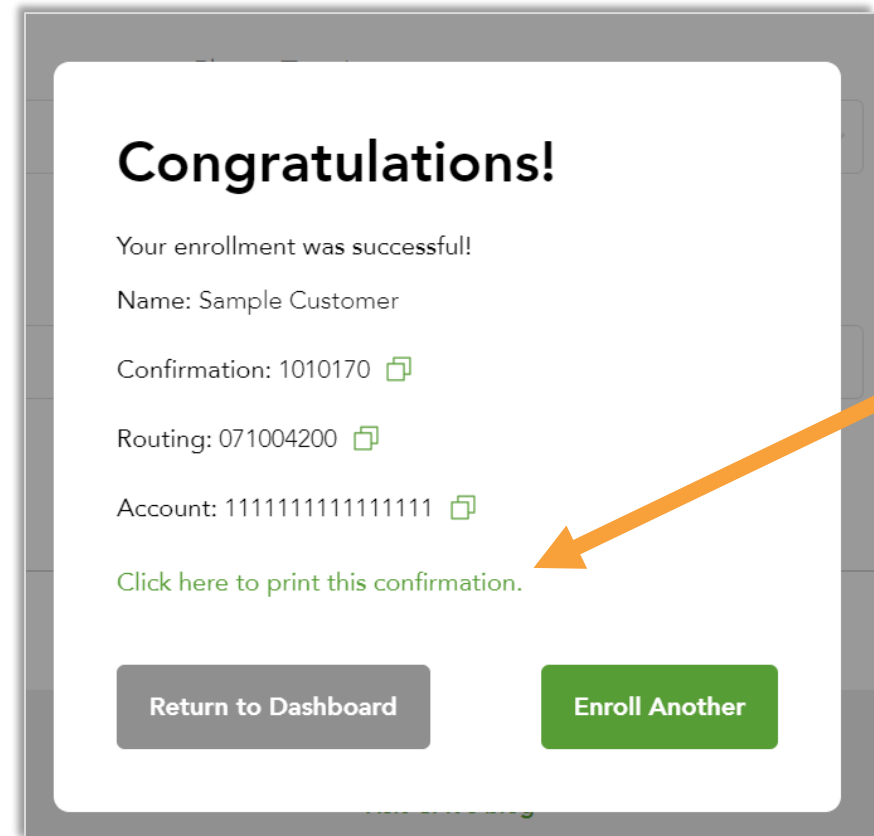 Congratulations!
Your enrollment was successful!
Name: Sample Customer
Confirmation: 1010170
Routing: 071004200
Account: 1111111111111111
Click here to print this confirmation.
Return to Dashboard
Enroll Another